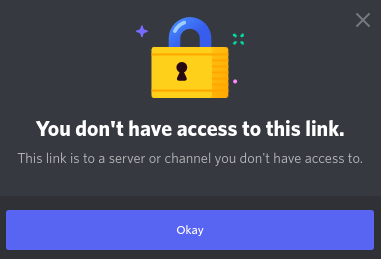 You don't have access to this link.
This link is to a server or channel you don't have access to.
Okay